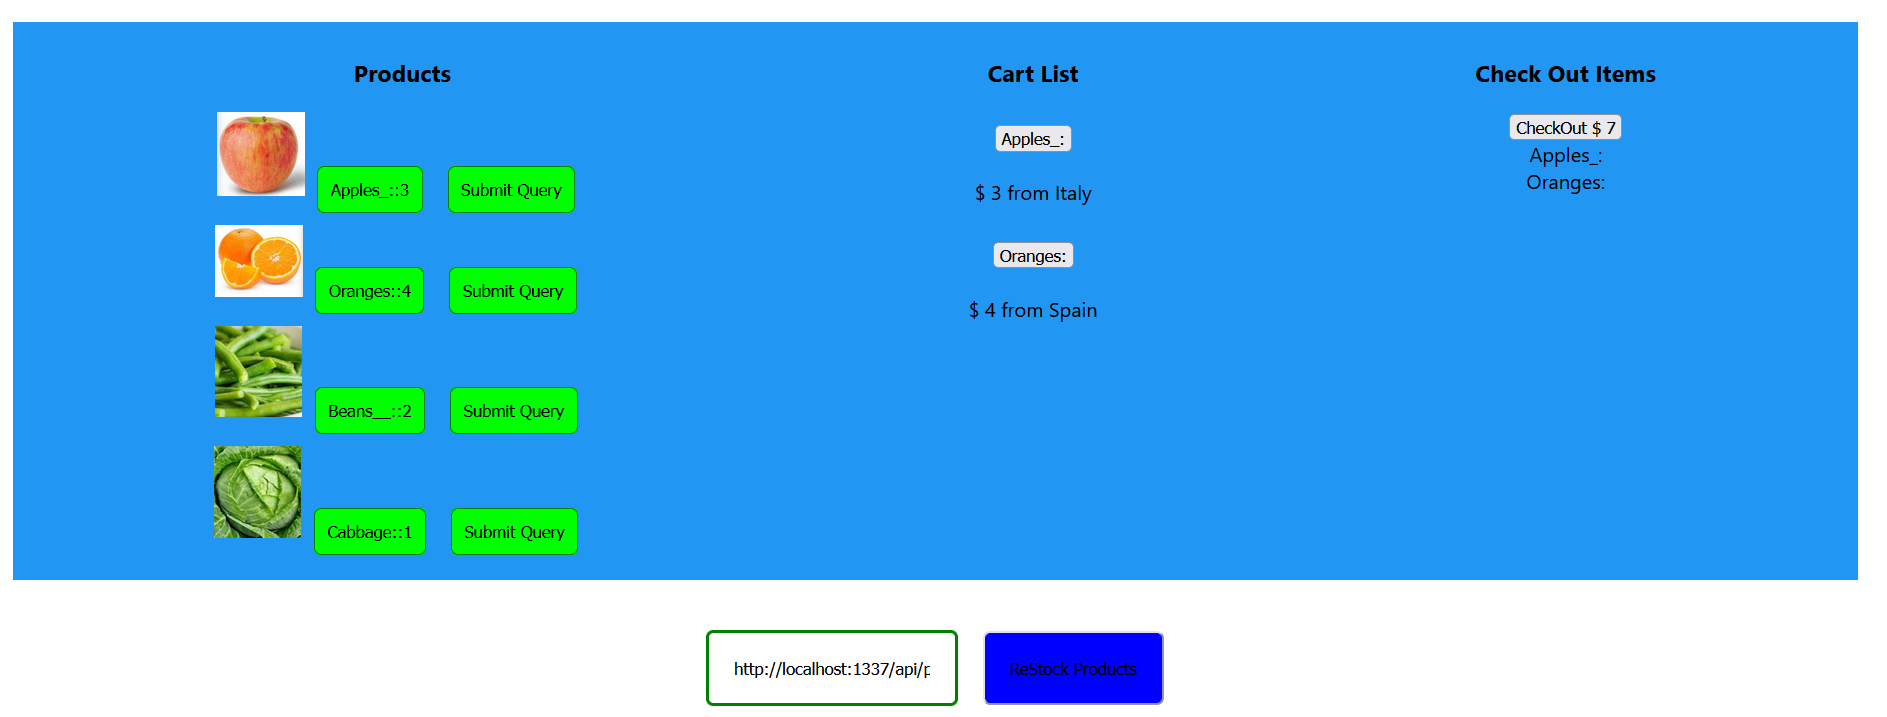 Products
Apples_::3 Submit Query
Oranges::4 Submit Query
Beans__::2 Submit Query
Cabbage::1 Submit Query
Cart List
Apples_:
$ 3 from Italy
Oranges:
$ 4 from Spain
Check Out Items
CheckOut $ 7
Apples_:
Oranges:
http://localhost:1337/api/p
ReStock Products